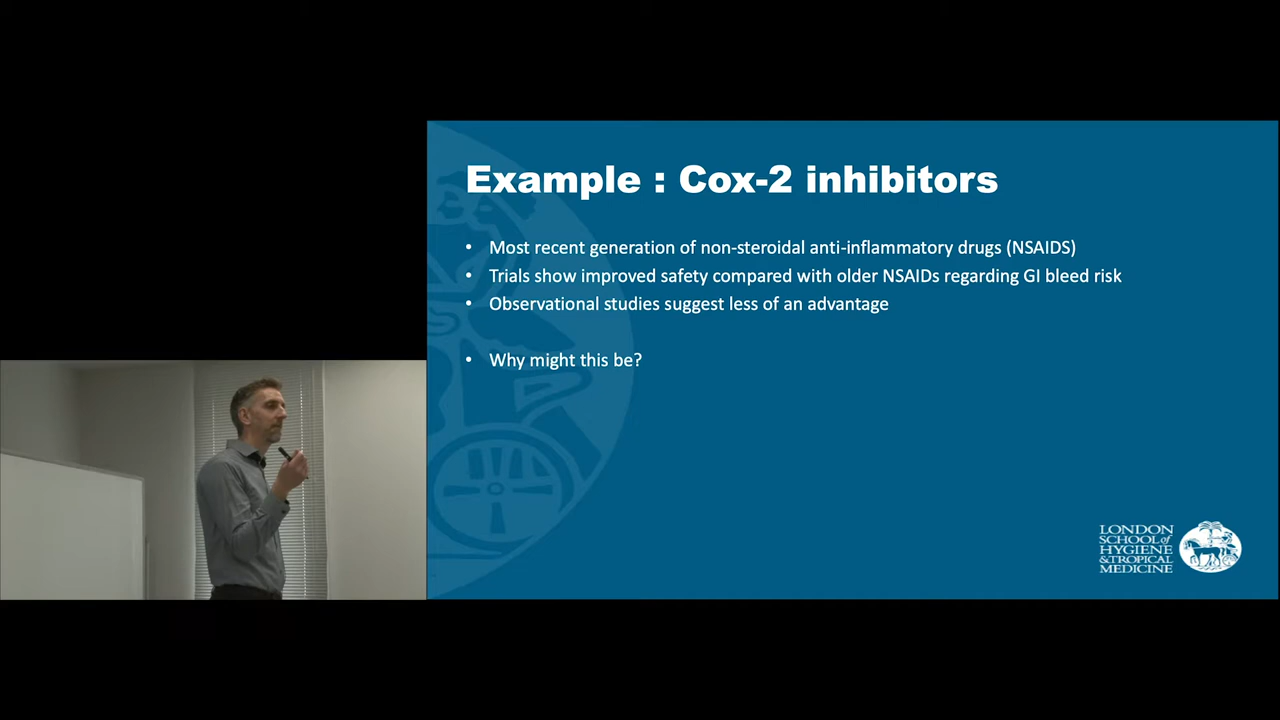 Example : Cox-2 inhibitors
• Most recent generation of non-steroidal anti-inflammatory drugs (NSAIDS)
• Trials show improved safety compared with older NSAIDs regarding GI bleed risk
• Observational studies suggest less of an advantage
• Why might this be?
LONDON
SCHOOL of
HYGIENE
& TROPICAL
MEDICINE